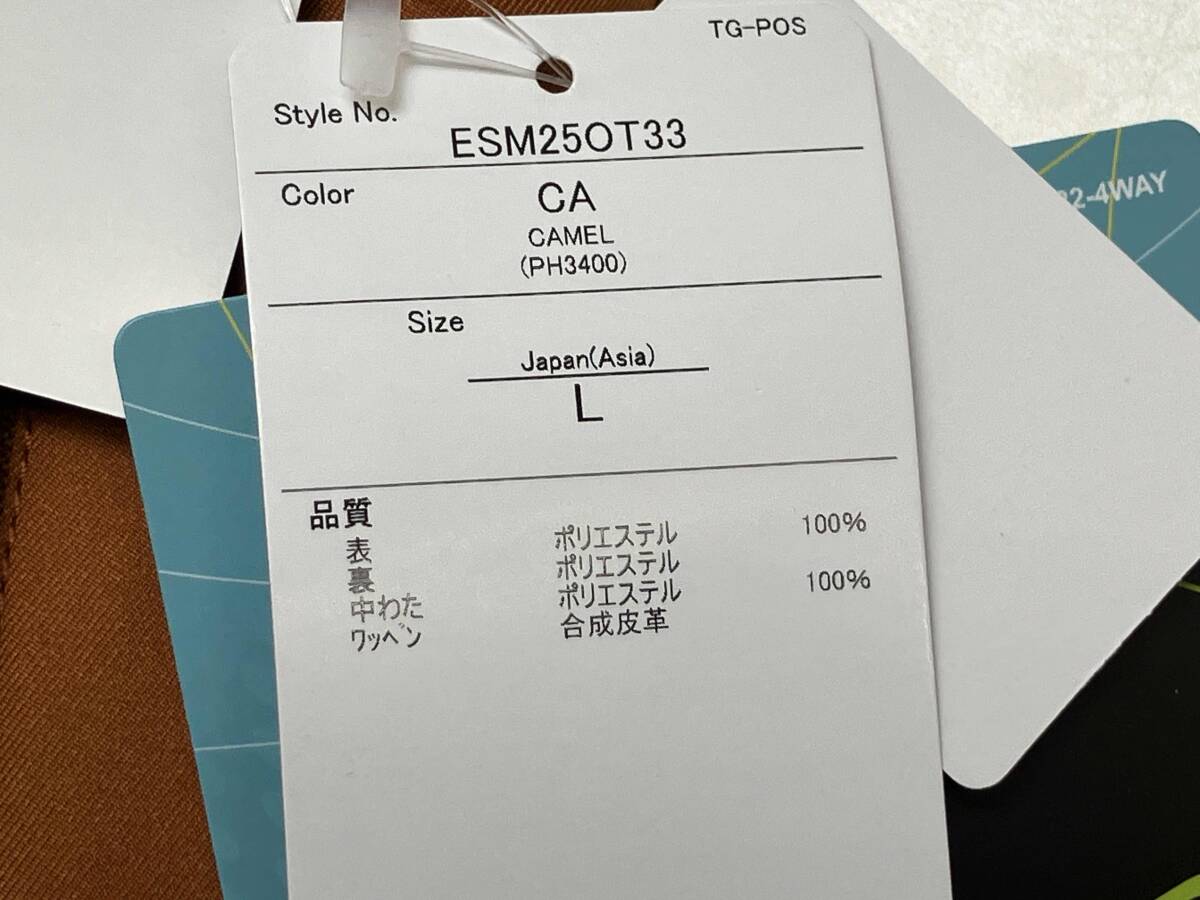 TG-POS
Style No.
ESM25OT33
Color
CA
CAMEL
(PH3400)
Size
Japan(Asia)
L
品質
表 ポリエステル 100%
裏 ポリエステル
中わた ポリエステル 100%
ワッペン 合成皮革
2-4WAY